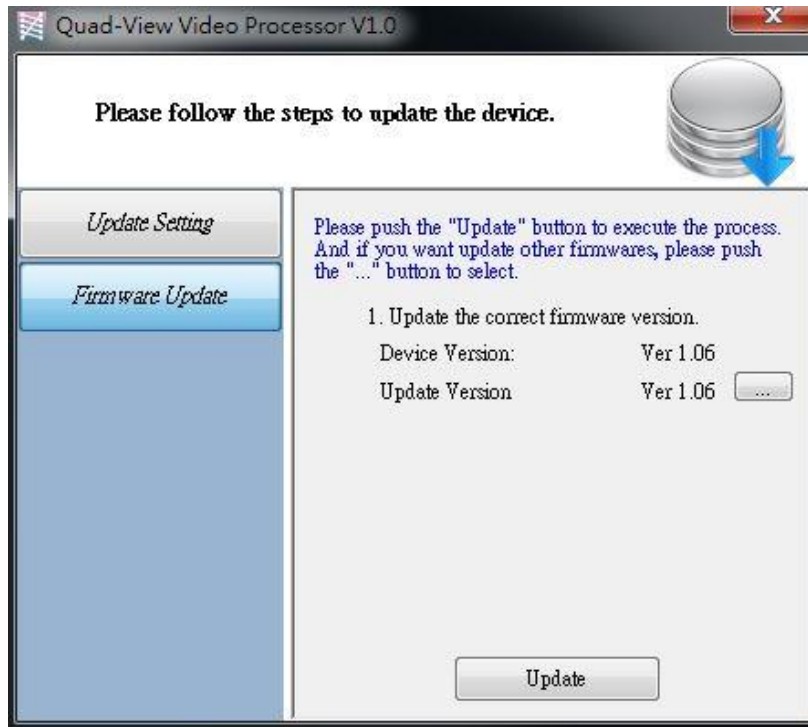 Quad-View Video Processor V1.0
Please follow the steps to update the device.
Update Setting
Firmware Update
Please push the "Update" button to execute the process.
And if you want update other firmwares, please push
the "..." button to select.
1. Update the correct firmware version.
Device Version: Ver 1.06
Update Version Ver 1.06 ...
Update